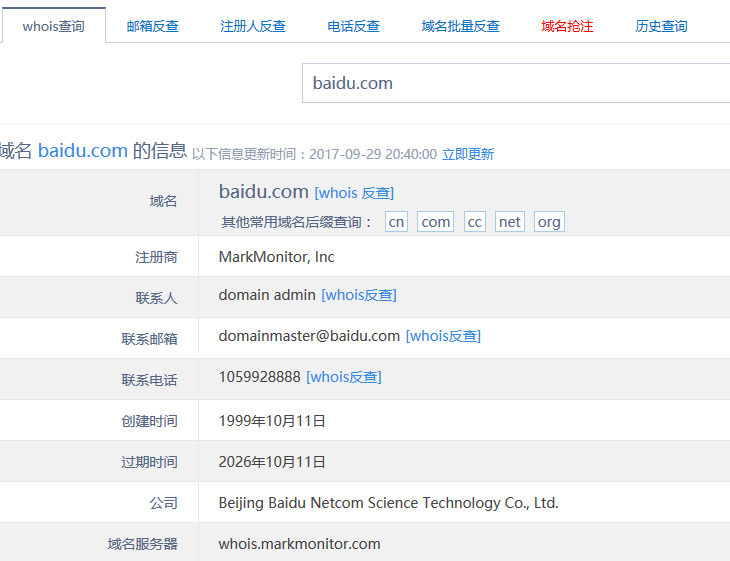 whois查询 邮箱反查 注册人反查 电话反查 域名批量反查 域名抢注 历史查询
baidu.com
域名 baidu.com 的信息 以下信息更新时间：2017-09-29 20:40:00 立即更新
域名 baidu.com [whois 反查]
其他常用域名后缀查询： cn com cc net org
注册商 MarkMonitor, Inc
联系人 domain admin [whois反查]
联系邮箱 domainmaster@baidu.com [whois反查]
联系电话 1059928888 [whois反查]
创建时间 1999年10月11日
过期时间 2026年10月11日
公司 Beijing Baidu Netcom Science Technology Co., Ltd.
域名服务器 whois.markmonitor.com